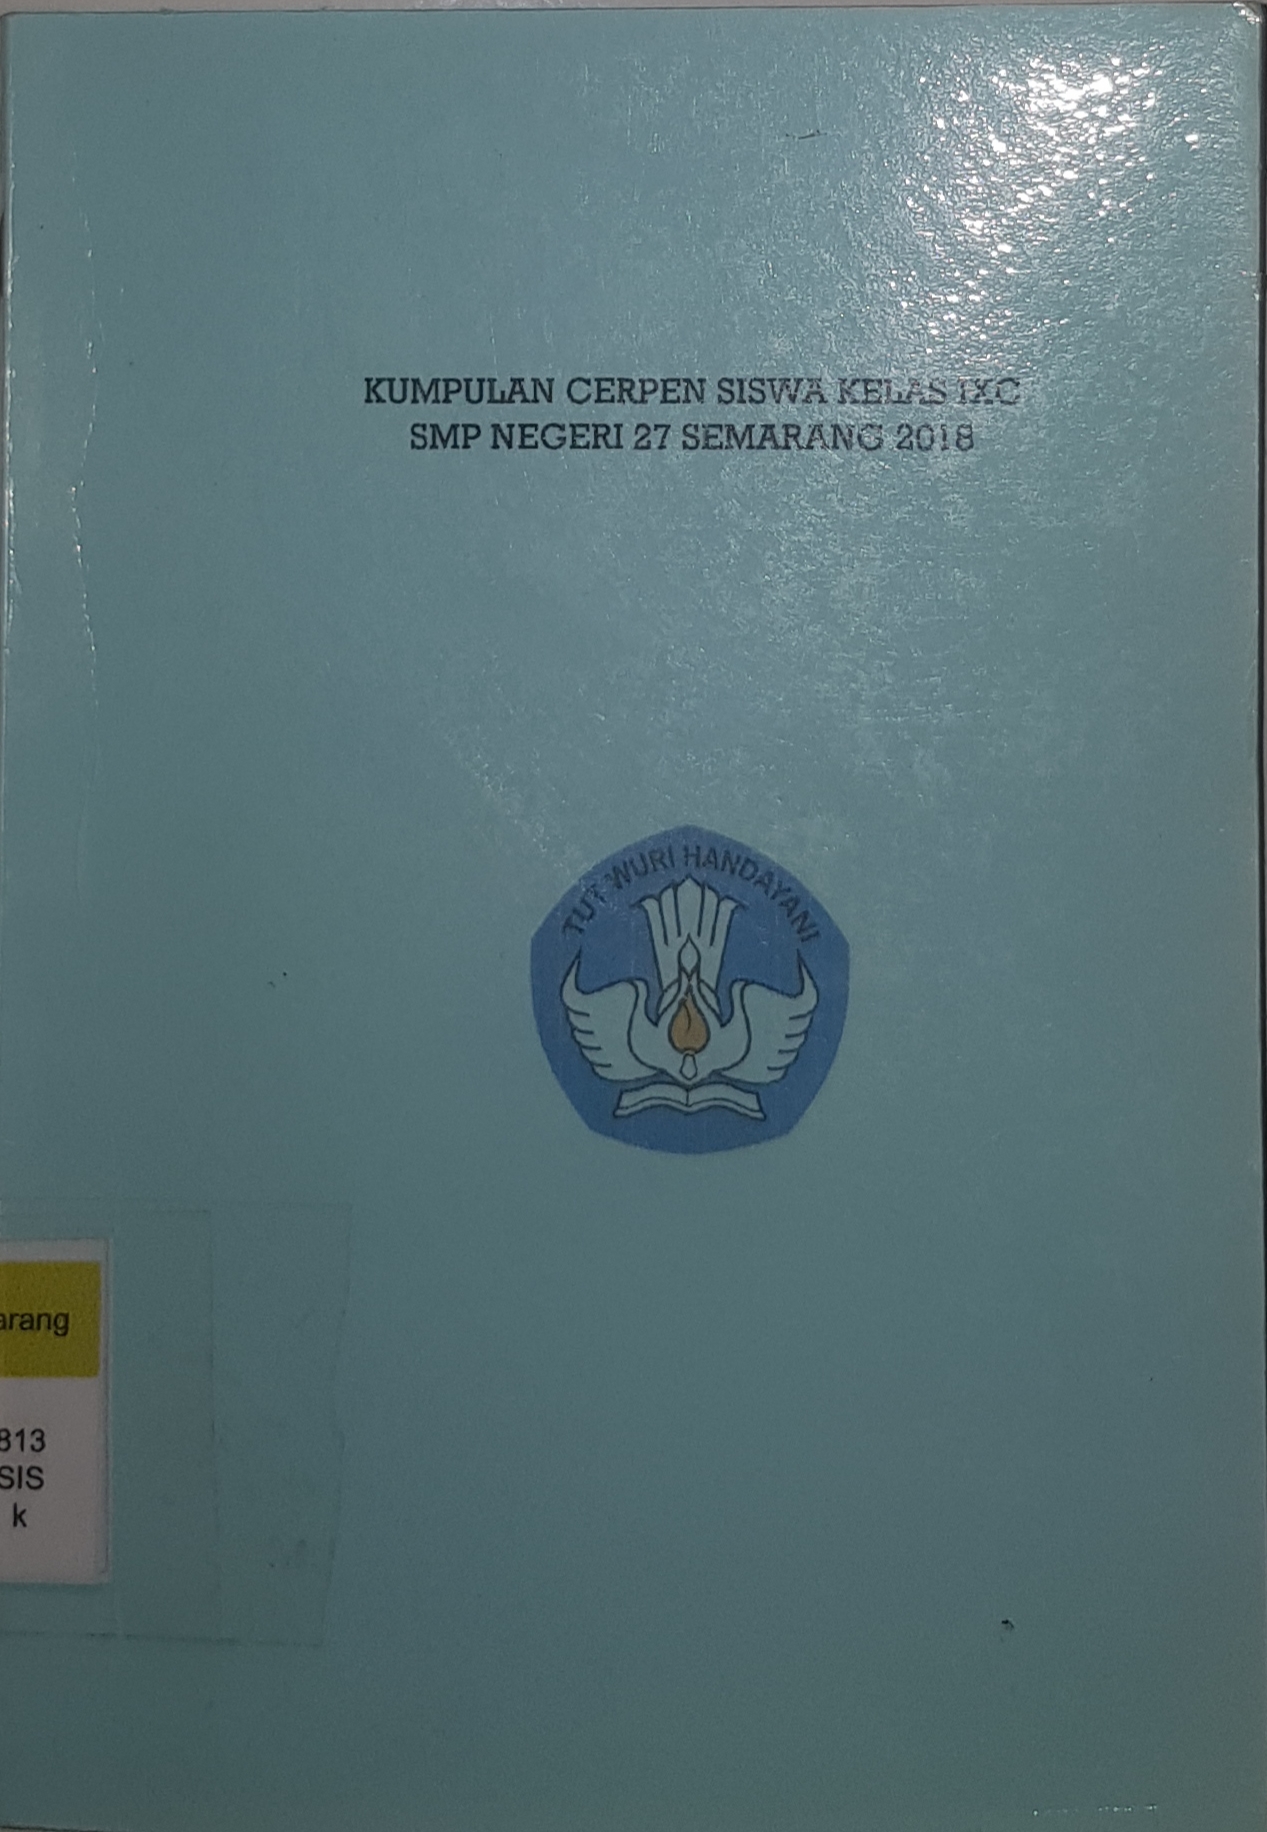 KUMPULAN CERPEN SISWA KELAS IXC
SMP NEGERI 27 SEMARANG 2018
TUT WURI HANDAYANI
arang
813
SIS
k